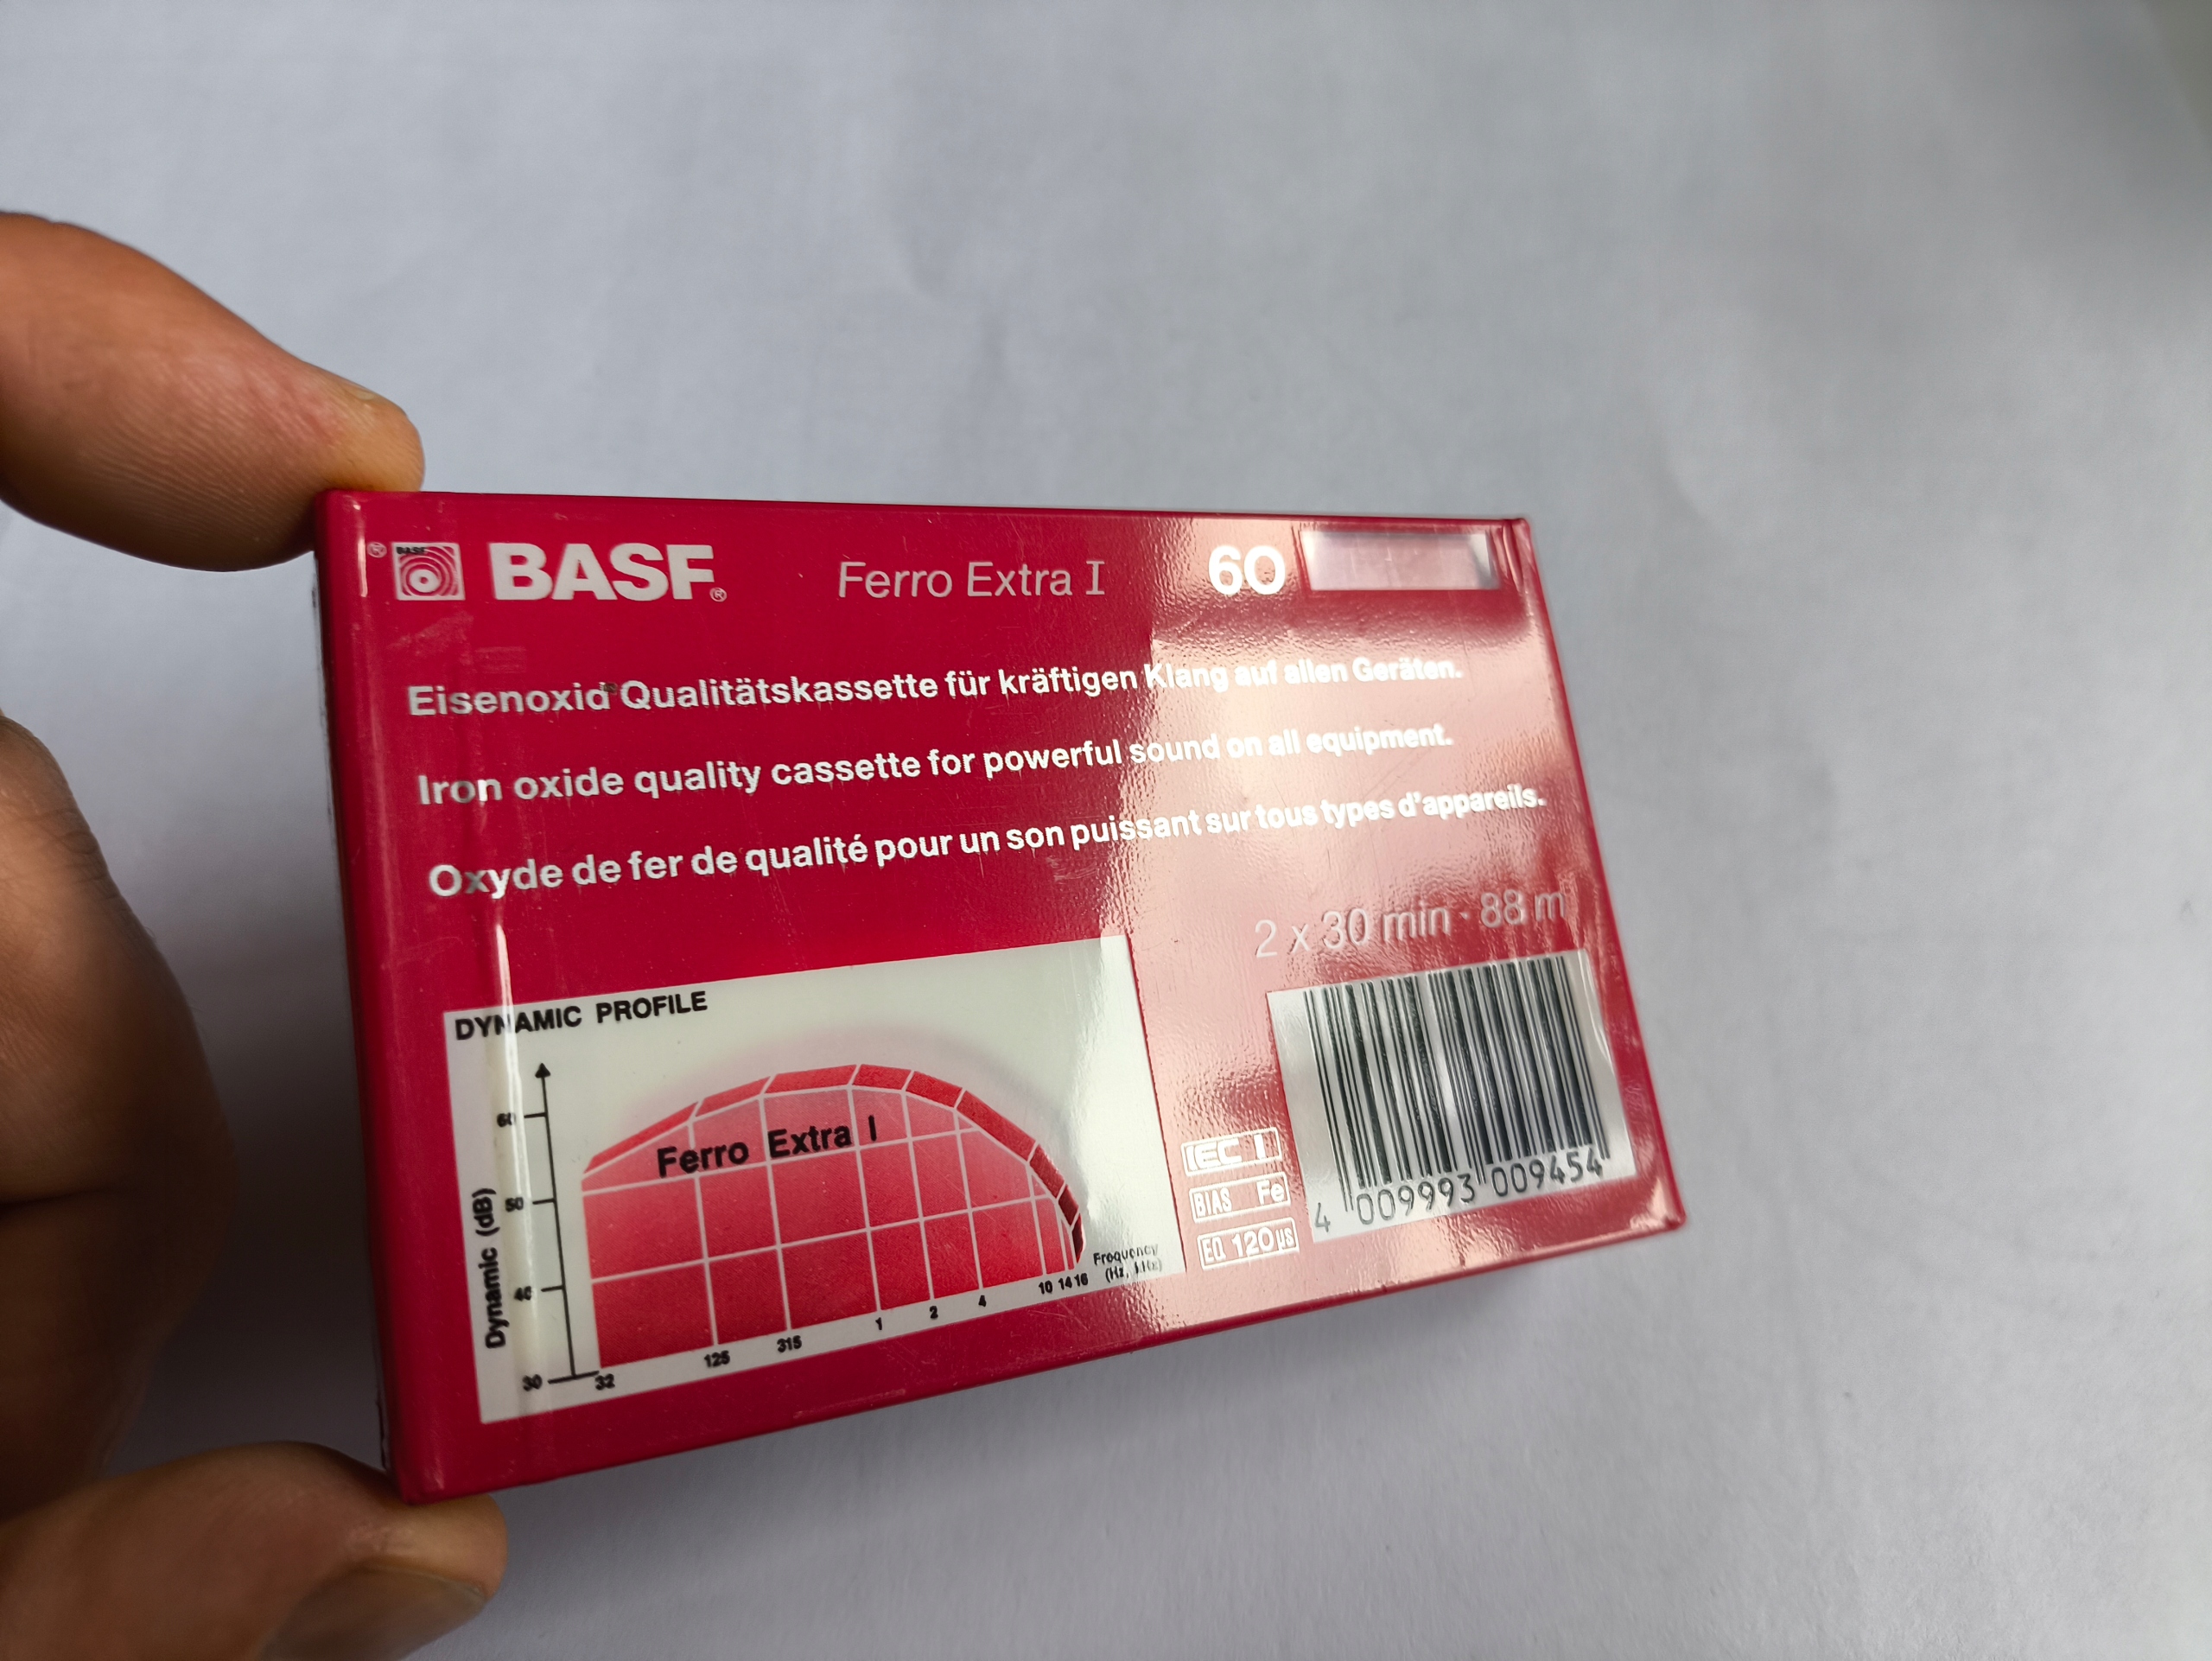 ® BASF BASF® Ferro Extra I 60
Eisenoxid Qualitätskassette für kräftigen Klang auf allen Geräten.
Iron oxide quality cassette for powerful sound on all equipment.
Oxyde de fer de qualité pour un son puissant sur tous types d'appareils.
2 x 30 min · 88 m
DYNAMIC PROFILE
Ferro Extra I
Dynamic (dB)
60
50
40
30
32 125 315 1 2 4 10 14 16
Frequency
(Hz, kHz)
IEC I
BIAS Fe
EQ 120 µs
4 009993 009454